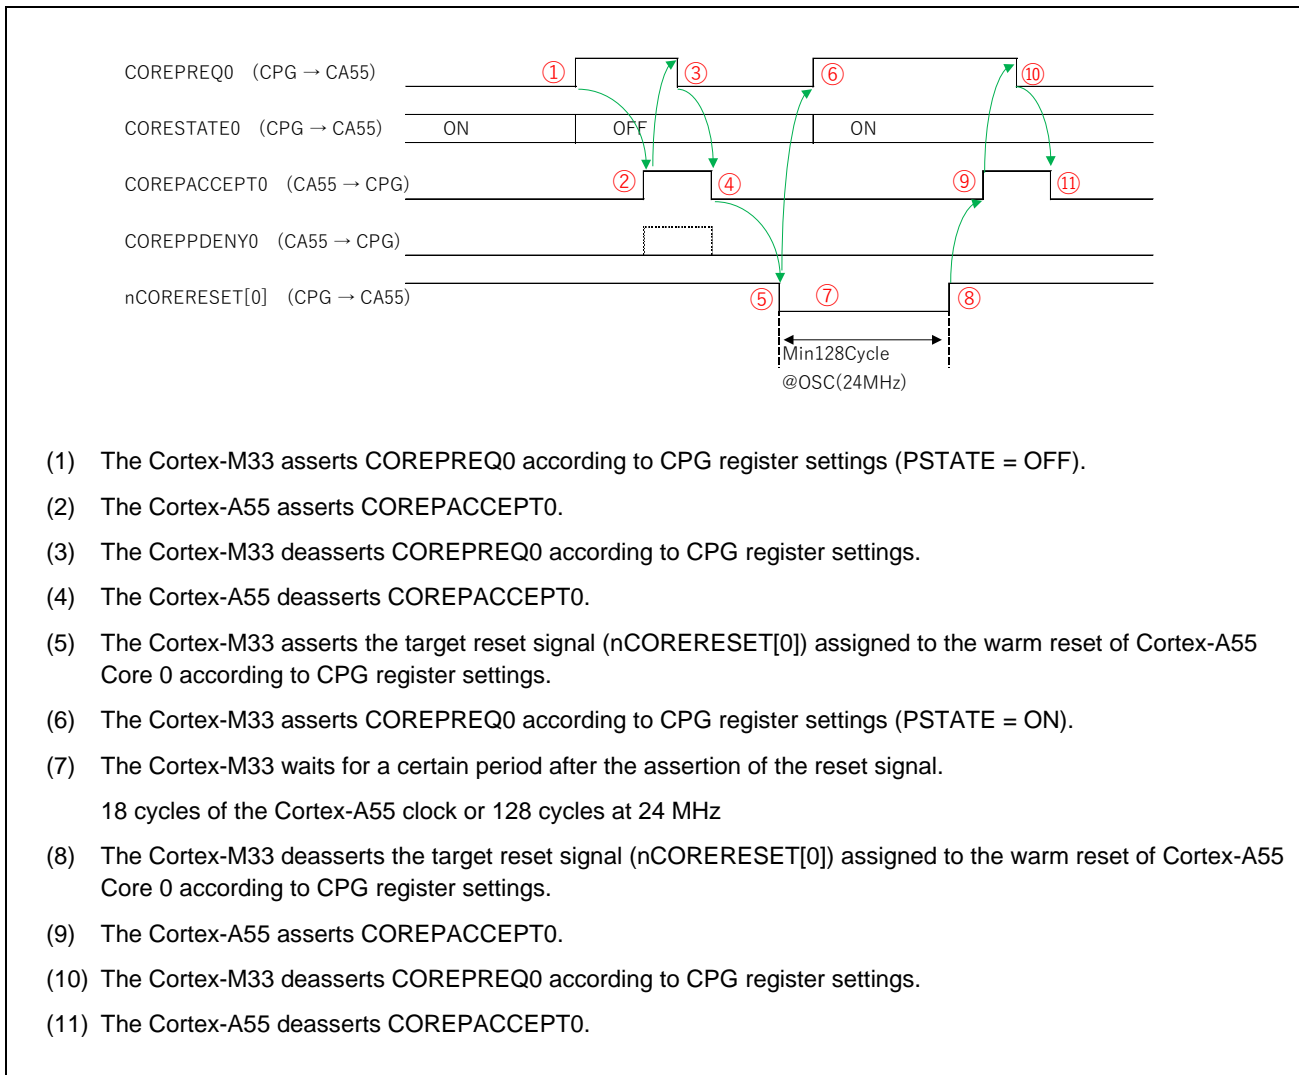 COREPREQ0 (CPG → CA55)
① ③ ⑥ ⑩
CORESTATE0 (CPG → CA55) ON OFF ON
COREPACCEPT0 (CA55 → CPG)
② ④ ⑨ ⑪
COREPPDENY0 (CA55 → CPG)
nCORERESET[0] (CPG → CA55)
⑤ ⑦ ⑧
Min128Cycle
@OSC(24MHz)
(1) The Cortex-M33 asserts COREPREQ0 according to CPG register settings (PSTATE = OFF).
(2) The Cortex-A55 asserts COREPACCEPT0.
(3) The Cortex-M33 deasserts COREPREQ0 according to CPG register settings.
(4) The Cortex-A55 deasserts COREPACCEPT0.
(5) The Cortex-M33 asserts the target reset signal (nCORERESET[0]) assigned to the warm reset of Cortex-A55
Core 0 according to CPG register settings.
(6) The Cortex-M33 asserts COREPREQ0 according to CPG register settings (PSTATE = ON).
(7) The Cortex-M33 waits for a certain period after the assertion of the reset signal.
18 cycles of the Cortex-A55 clock or 128 cycles at 24 MHz
(8) The Cortex-M33 deasserts the target reset signal (nCORERESET[0]) assigned to the warm reset of Cortex-A55
Core 0 according to CPG register settings.
(9) The Cortex-A55 asserts COREPACCEPT0.
(10) The Cortex-M33 deasserts COREPREQ0 according to CPG register settings.
(11) The Cortex-A55 deasserts COREPACCEPT0.